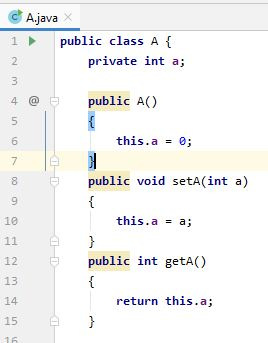 A.java
1 public class A {
2 private int a;
3
4 @ public A()
5 {
6 this.a = 0;
7 }
8 public void setA(int a)
9 {
10 this.a = a;
11 }
12 public int getA()
13 {
14 return this.a;
15 }
16